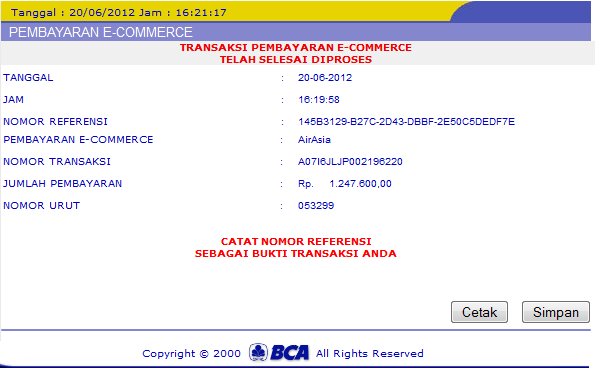 Tanggal : 20/06/2012 Jam : 16:21:17
PEMBAYARAN E-COMMERCE
TRANSAKSI PEMBAYARAN E-COMMERCE
TELAH SELESAI DIPROSES
TANGGAL : 20-06-2012
JAM : 16:19:58
NOMOR REFERENSI : 145B3129-B27C-2D43-DBBF-2E50C5DEDF7E
PEMBAYARAN E-COMMERCE : AirAsia
NOMOR TRANSAKSI : A07I6JLJP002196220
JUMLAH PEMBAYARAN : Rp. 1.247.600,00
NOMOR URUT : 053299
CATAT NOMOR REFERENSI
SEBAGAI BUKTI TRANSAKSI ANDA
Cetak Simpan
Copyright © 2000 BCA All Rights Reserved